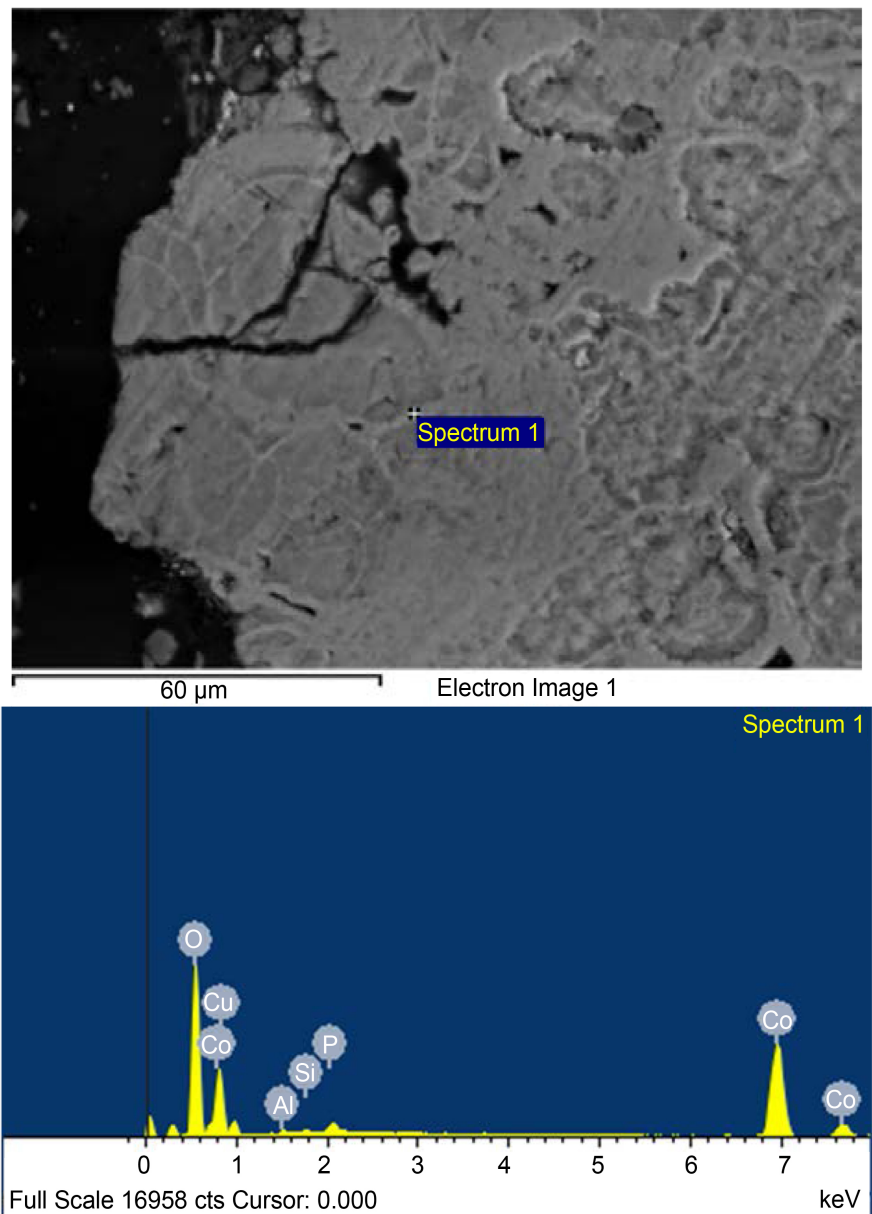 Spectrum 1
60 µm
Electron Image 1
Spectrum 1
O
Cu
Co
Al
Si
P
Co
Co
0 1 2 3 4 5 6 7
Full Scale 16958 cts Cursor: 0.000
keV